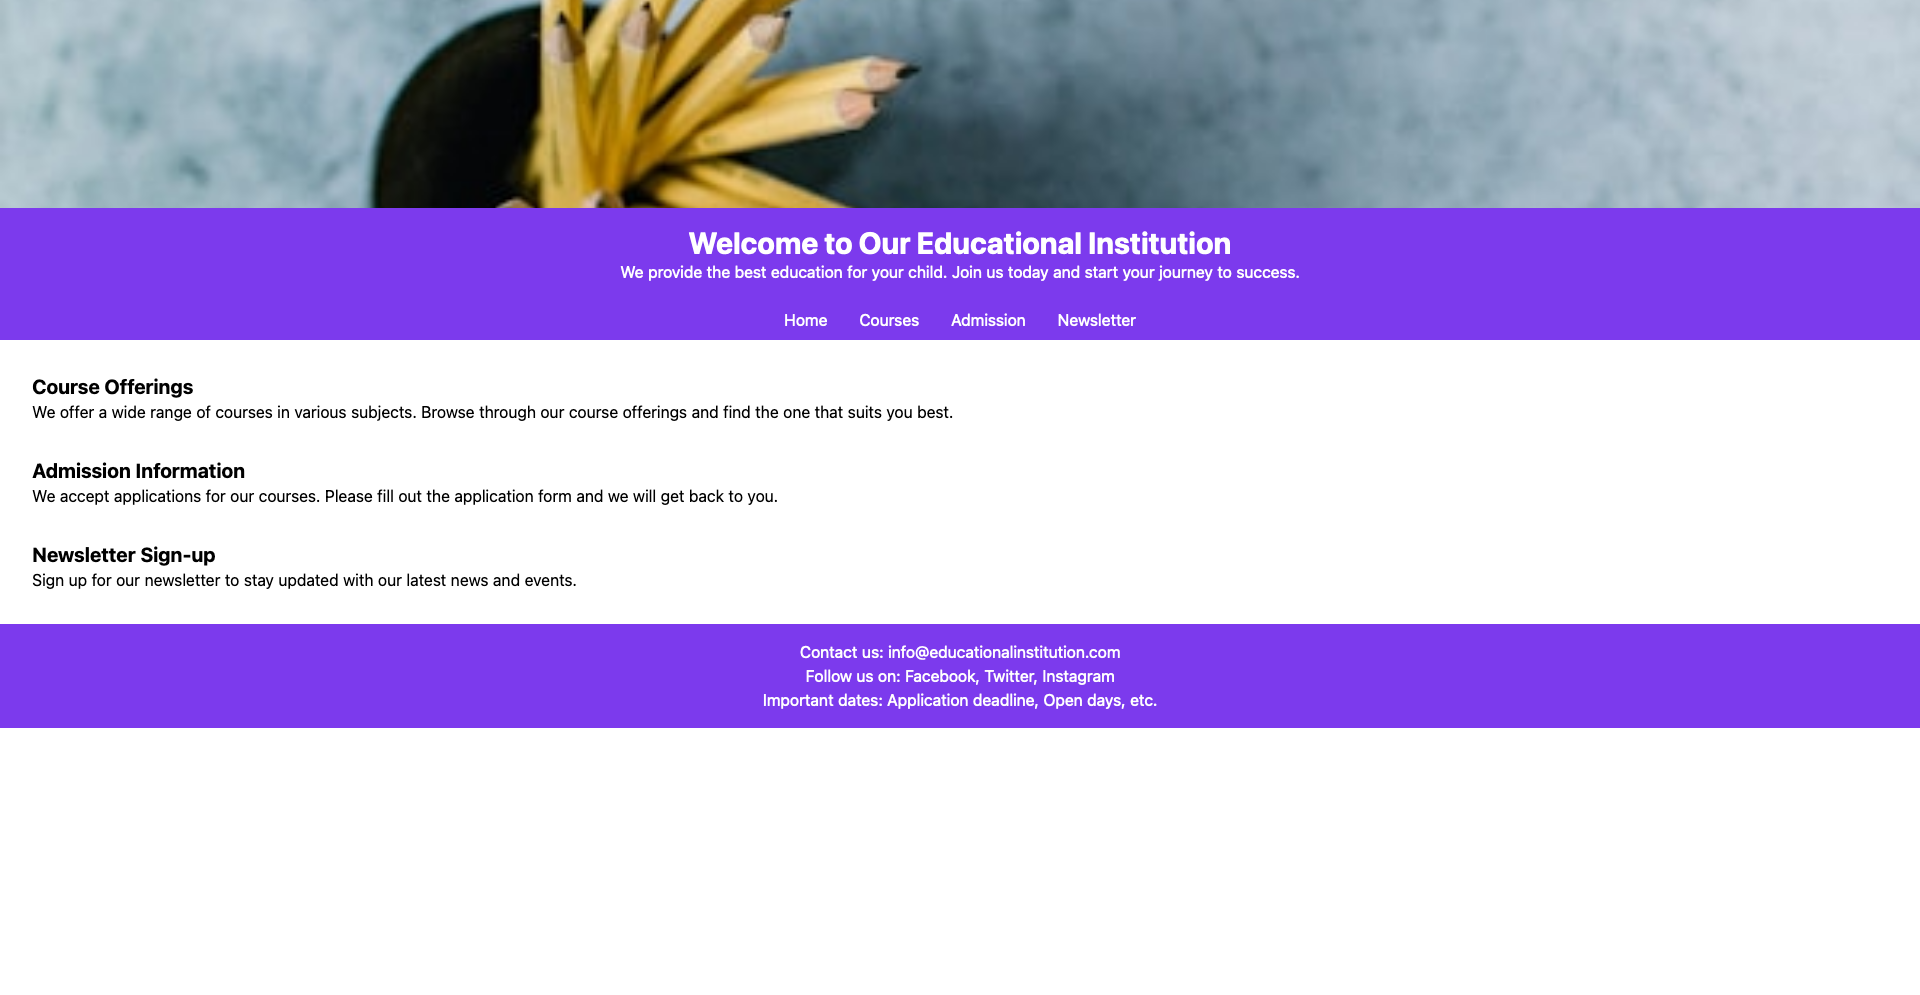 Welcome to Our Educational Institution
We provide the best education for your child. Join us today and start your journey to success.
Home Courses Admission Newsletter
Course Offerings
We offer a wide range of courses in various subjects. Browse through our course offerings and find the one that suits you best.
Admission Information
We accept applications for our courses. Please fill out the application form and we will get back to you.
Newsletter Sign-up
Sign up for our newsletter to stay updated with our latest news and events.
Contact us: info@educationalinstitution.com
Follow us on: Facebook, Twitter, Instagram
Important dates: Application deadline, Open days, etc.